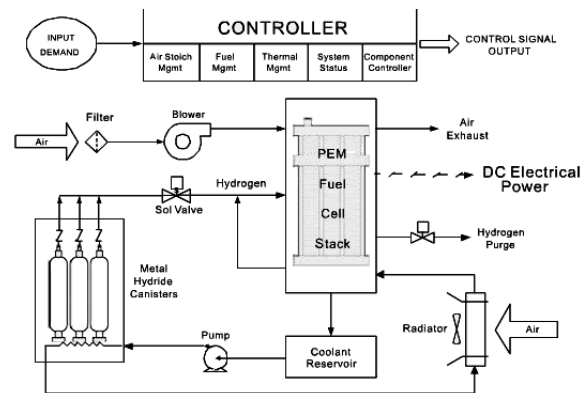 CONTROLLER
INPUT
DEMAND
Air Stoich
Mgmt
Fuel
Mgmt
Thermal
Mgmt
System
Status
Component
Controller
CONTROL SIGNAL
OUTPUT
Filter
Blower
Air
Air
Exhaust
PEM
Fuel
Cell
Stack
DC Electrical
Power
Hydrogen
Sol Valve
Hydrogen
Purge
Metal
Hydride
Canisters
Pump
Coolant
Reservoir
Radiator
Air